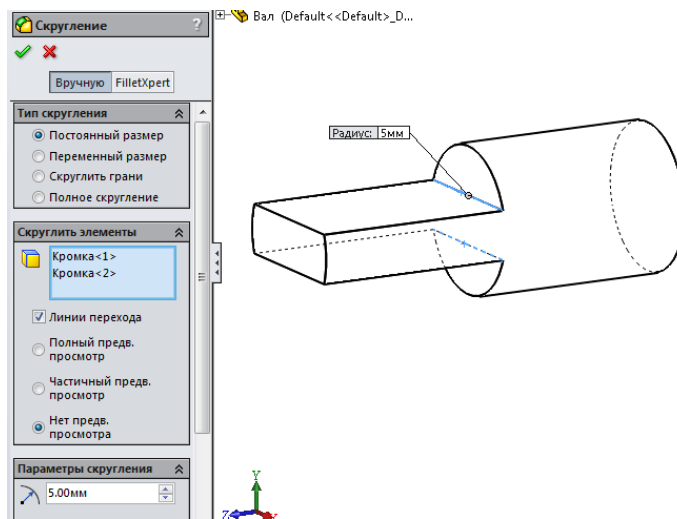 Скругление ?
Вал (Default<<Default>_D...
Вручную FilletXpert
Тип скругления
Постоянный размер
Переменный размер
Скруглить грани
Полное скругление
Радиус: 5мм
Скруглить элементы
Кромка<1>
Кромка<2>
Линии перехода
Полный предв.
просмотр
Частичный предв.
просмотр
Нет предв.
просмотра
Параметры скругления
5.00мм
Y
Z